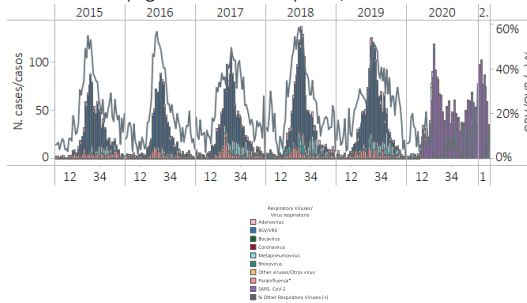 2015 2016 2017 2018 2019 2020 2.
N. cases/casos
100
50
0
60%
40%
20%
0%
12 34 12 34 12 34 12 34 12 34 12 34 1
Respiratory Viruses/
Virus respiratorio
Adenovirus
RSV/VRS
Bocavirus
Coronavirus
Metapneumovirus
Rhinovirus
Other viruses/Otros virus
Parainfluenza*
SARS- CoV-2
% Other Respiratory Viruses (+)